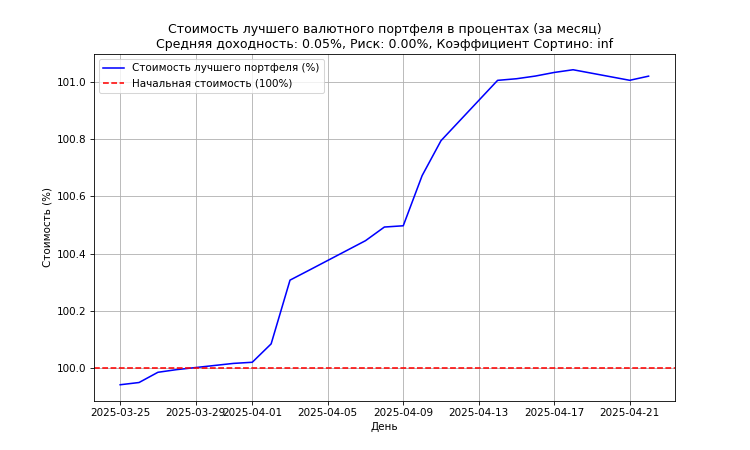 Стоимость лучшего валютного портфеля в процентах (за месяц)
Средняя доходность: 0.05%, Риск: 0.00%, Коэффициент Сортино: inf
Стоимость лучшего портфеля (%)
Начальная стоимость (100%)
Стоимость (%)
101.0
100.8
100.6
100.4
100.2
100.0
2025-03-25 2025-03-29 2025-04-01 2025-04-05 2025-04-09 2025-04-13 2025-04-17 2025-04-21
День